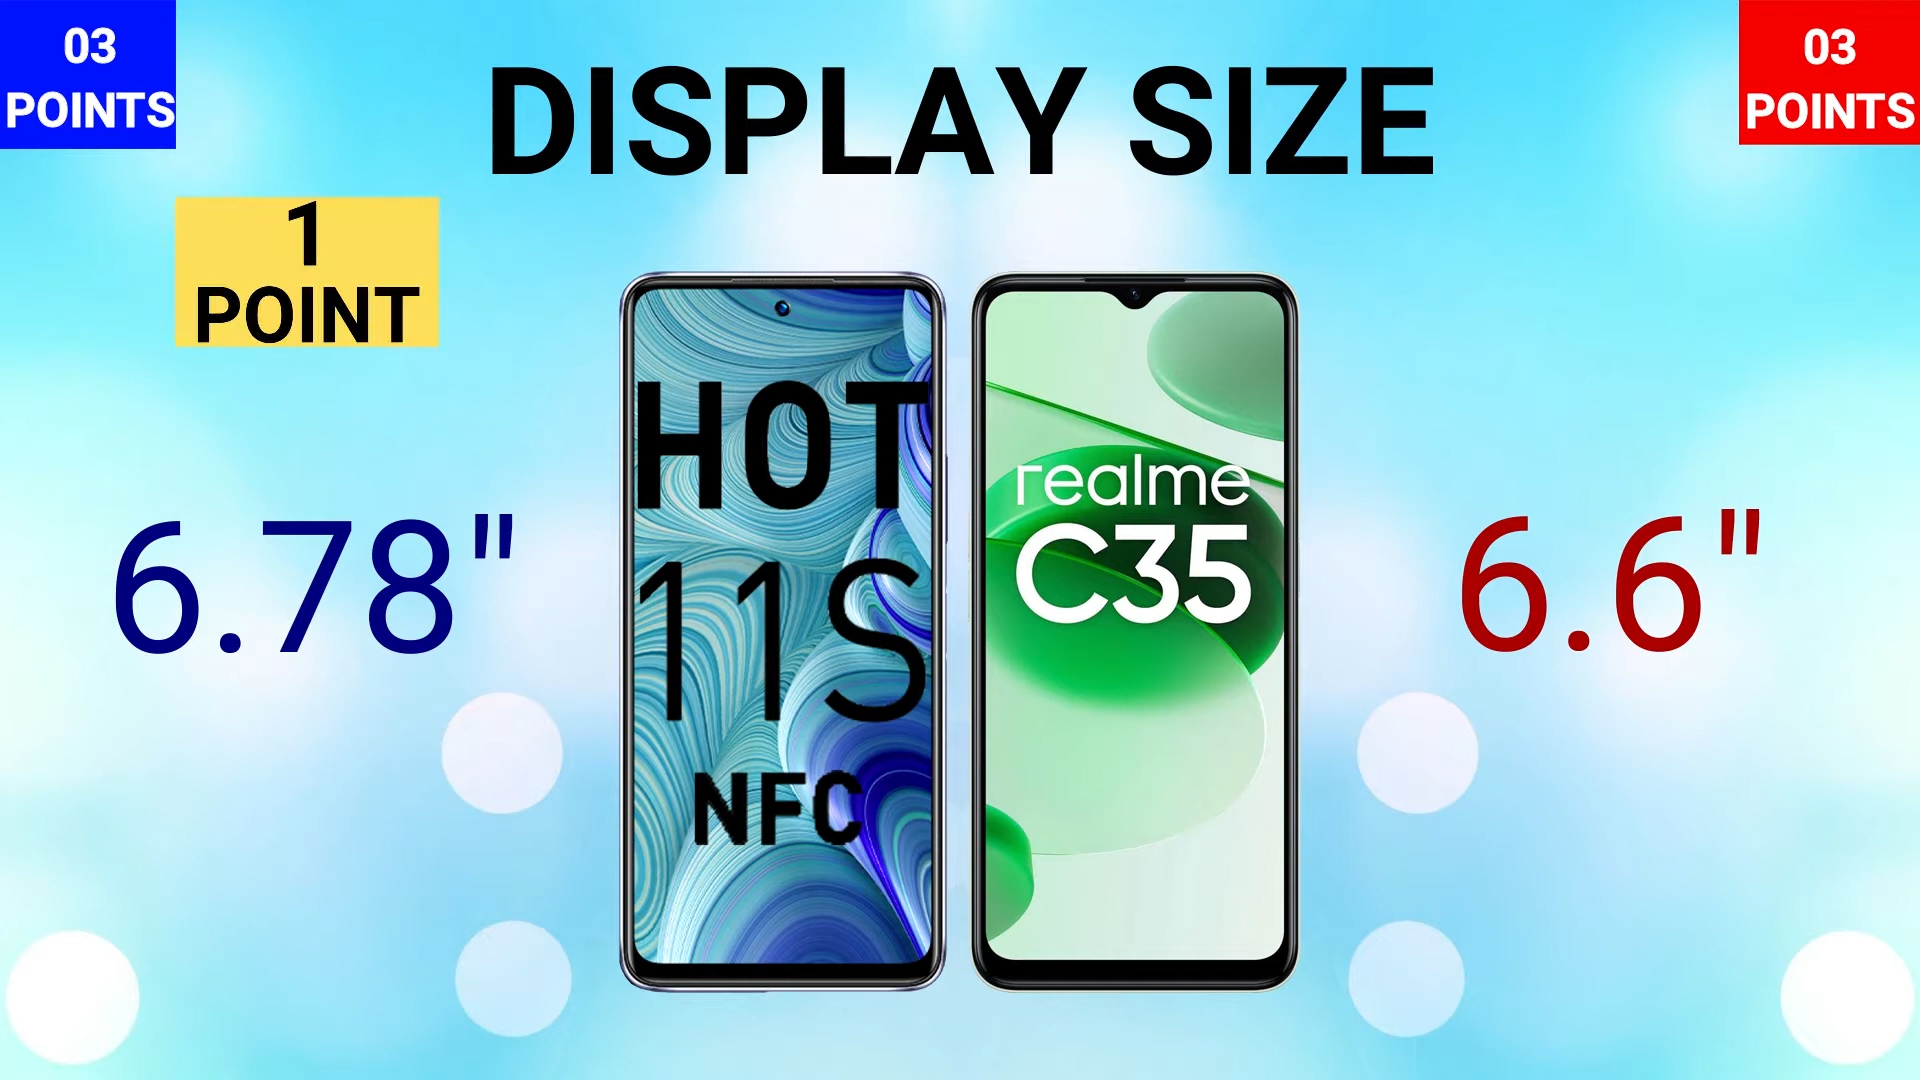 03
POINTS
DISPLAY SIZE
03
POINTS
1
POINT
6.78"
HOT
11S
NFC
realme
C35
6.6"